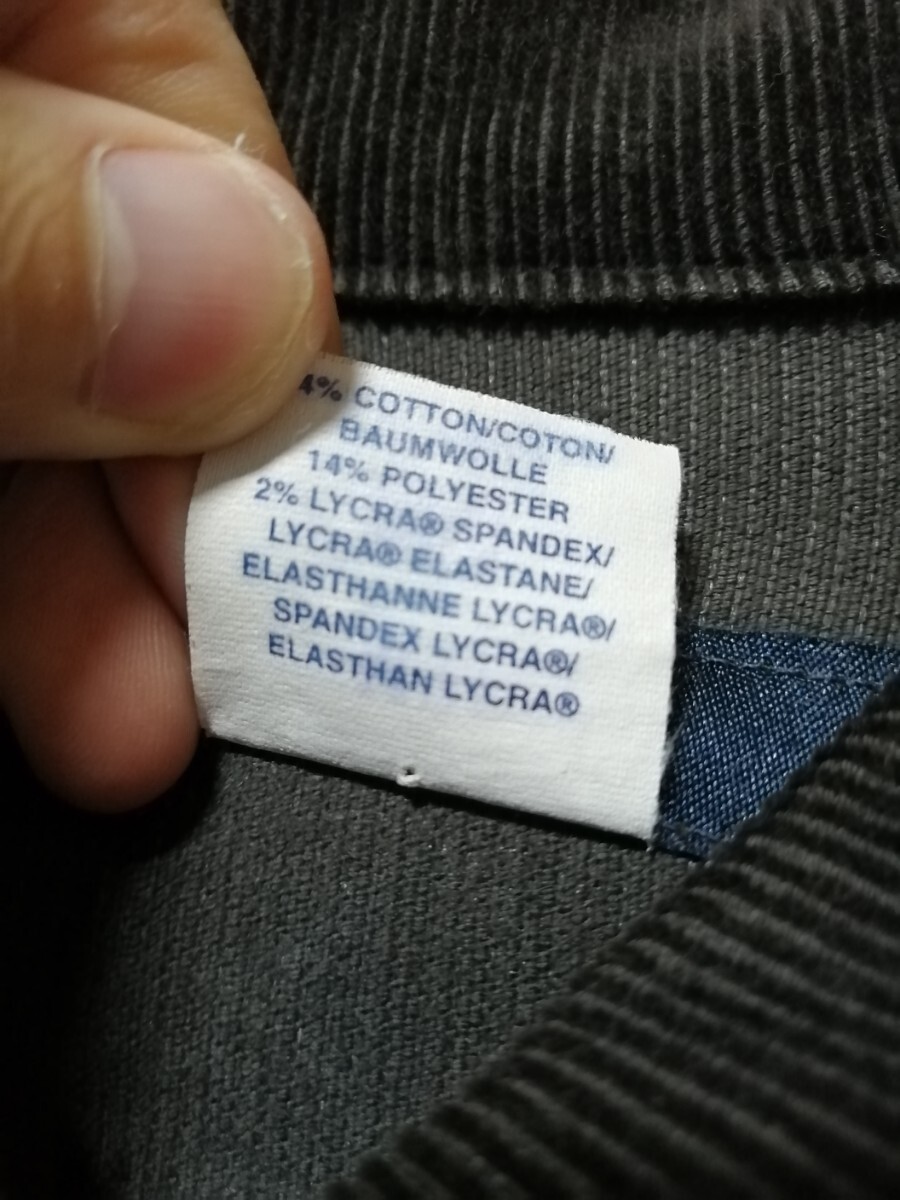 4% COTTON/COTON/
BAUMWOLLE
14% POLYESTER
2% LYCRA® SPANDEX/
LYCRA® ELASTANE/
ELASTHANNE LYCRA®/
SPANDEX LYCRA®/
ELASTHAN LYCRA®